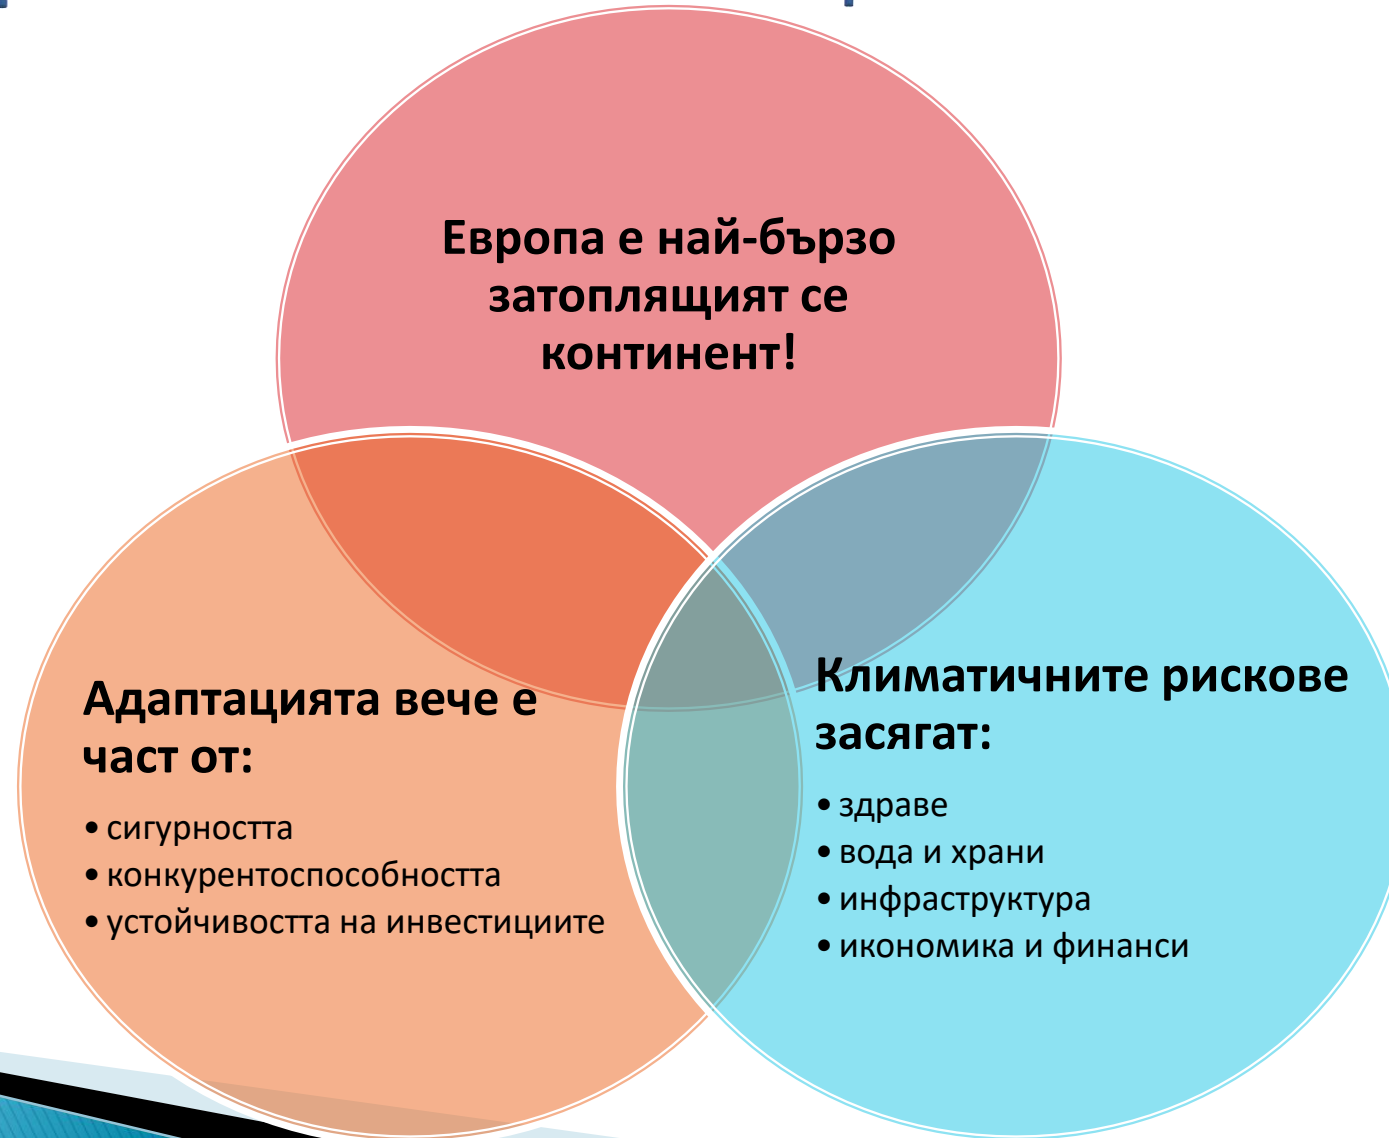 Европа е най-бързо
затоплящият се
континент!
Адаптацията вече е
част от:
• сигурността
• конкурентоспособността
• устойчивостта на инвестициите
Климатичните рискове
засягат:
• здраве
• вода и храни
• инфраструктура
• икономика и финанси